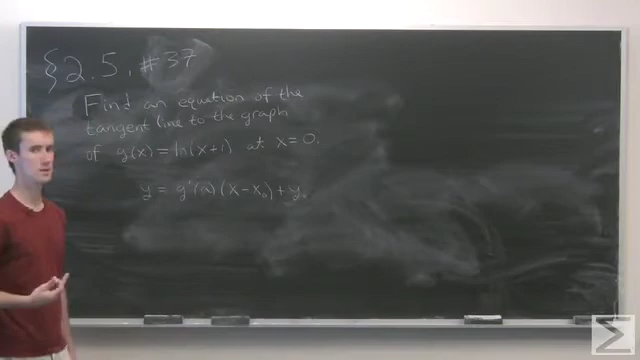 §2.5, #37
Find an equation of the
tangent line to the graph
of g(x) = ln(x+1) at x=0.
y = g'(a) (x-x₀) + y₀
Σ